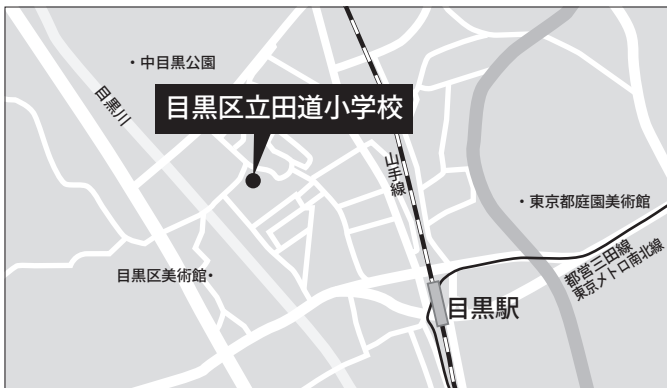 ・中目黒公園
目黒川
目黒区立田道小学校
山手線
・東京都庭園美術館
都営三田線
東京メトロ南北線
目黒区美術館・
目黒駅